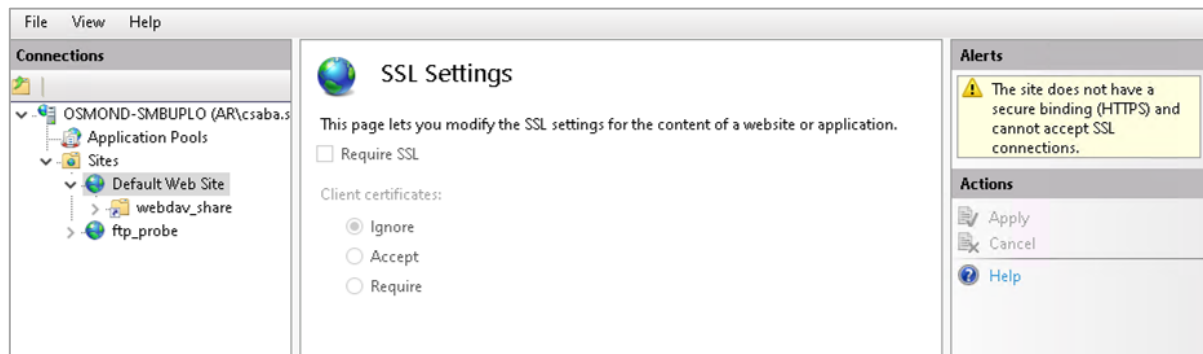 File View Help
Connections
OSMOND-SMBUPLO (AR\csaba.s
Application Pools
Sites
Default Web Site
webdav_share
ftp_probe
SSL Settings
This page lets you modify the SSL settings for the content of a website or application.
Require SSL
Client certificates:
Ignore
Accept
Require
Alerts
The site does not have a
secure binding (HTTPS) and
cannot accept SSL
connections.
Actions
Apply
Cancel
Help